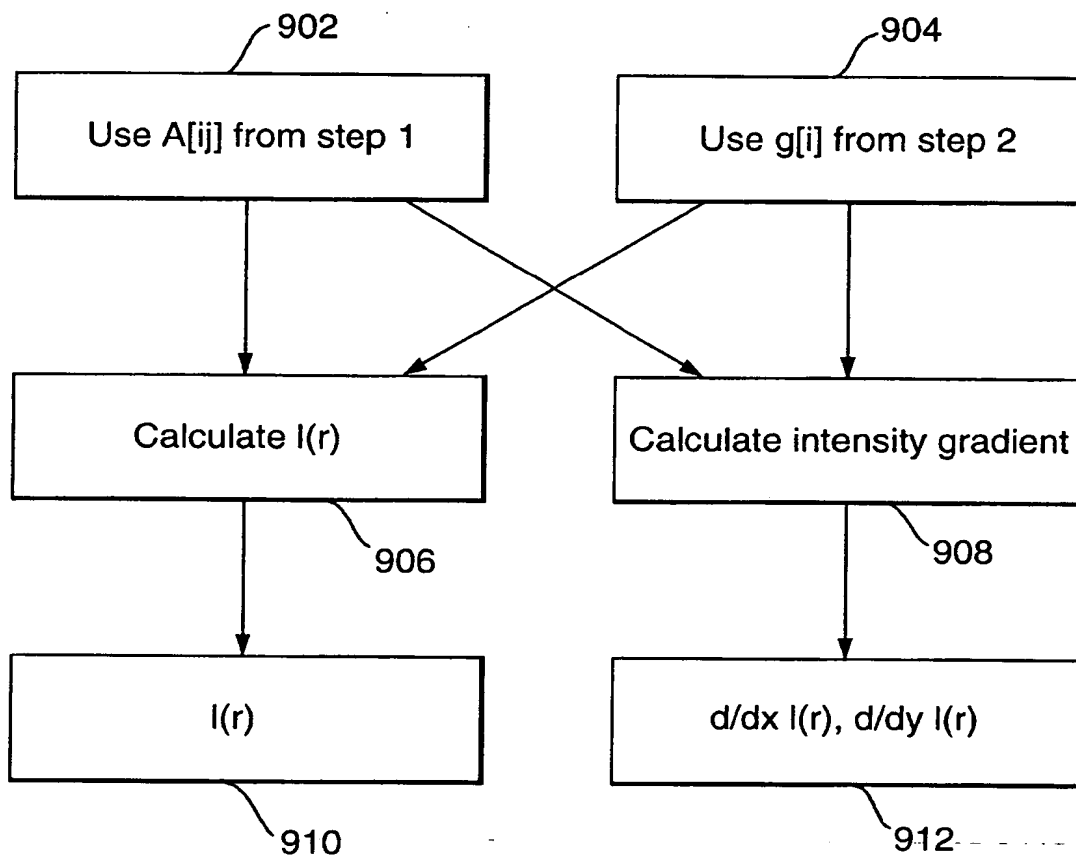 902
904
Use A[ij] from step 1
Use g[i] from step 2
Calculate I(r)
Calculate intensity gradient
906
908
I(r)
d/dx I(r), d/dy I(r)
910
912